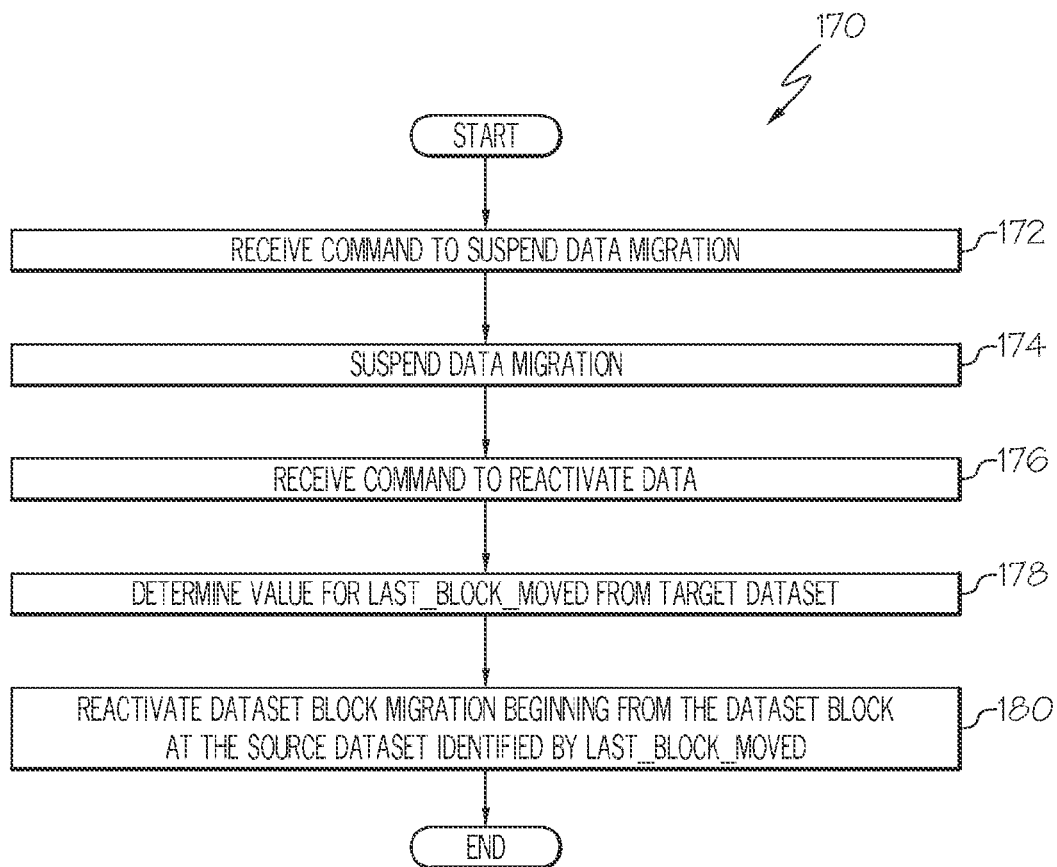 170
START
RECEIVE COMMAND TO SUSPEND DATA MIGRATION
172
SUSPEND DATA MIGRATION
174
RECEIVE COMMAND TO REACTIVATE DATA
176
DETERMINE VALUE FOR LAST_BLOCK_MOVED FROM TARGET DATASET
178
REACTIVATE DATASET BLOCK MIGRATION BEGINNING FROM THE DATASET BLOCK
AT THE SOURCE DATASET IDENTIFIED BY LAST_BLOCK_MOVED
180
END